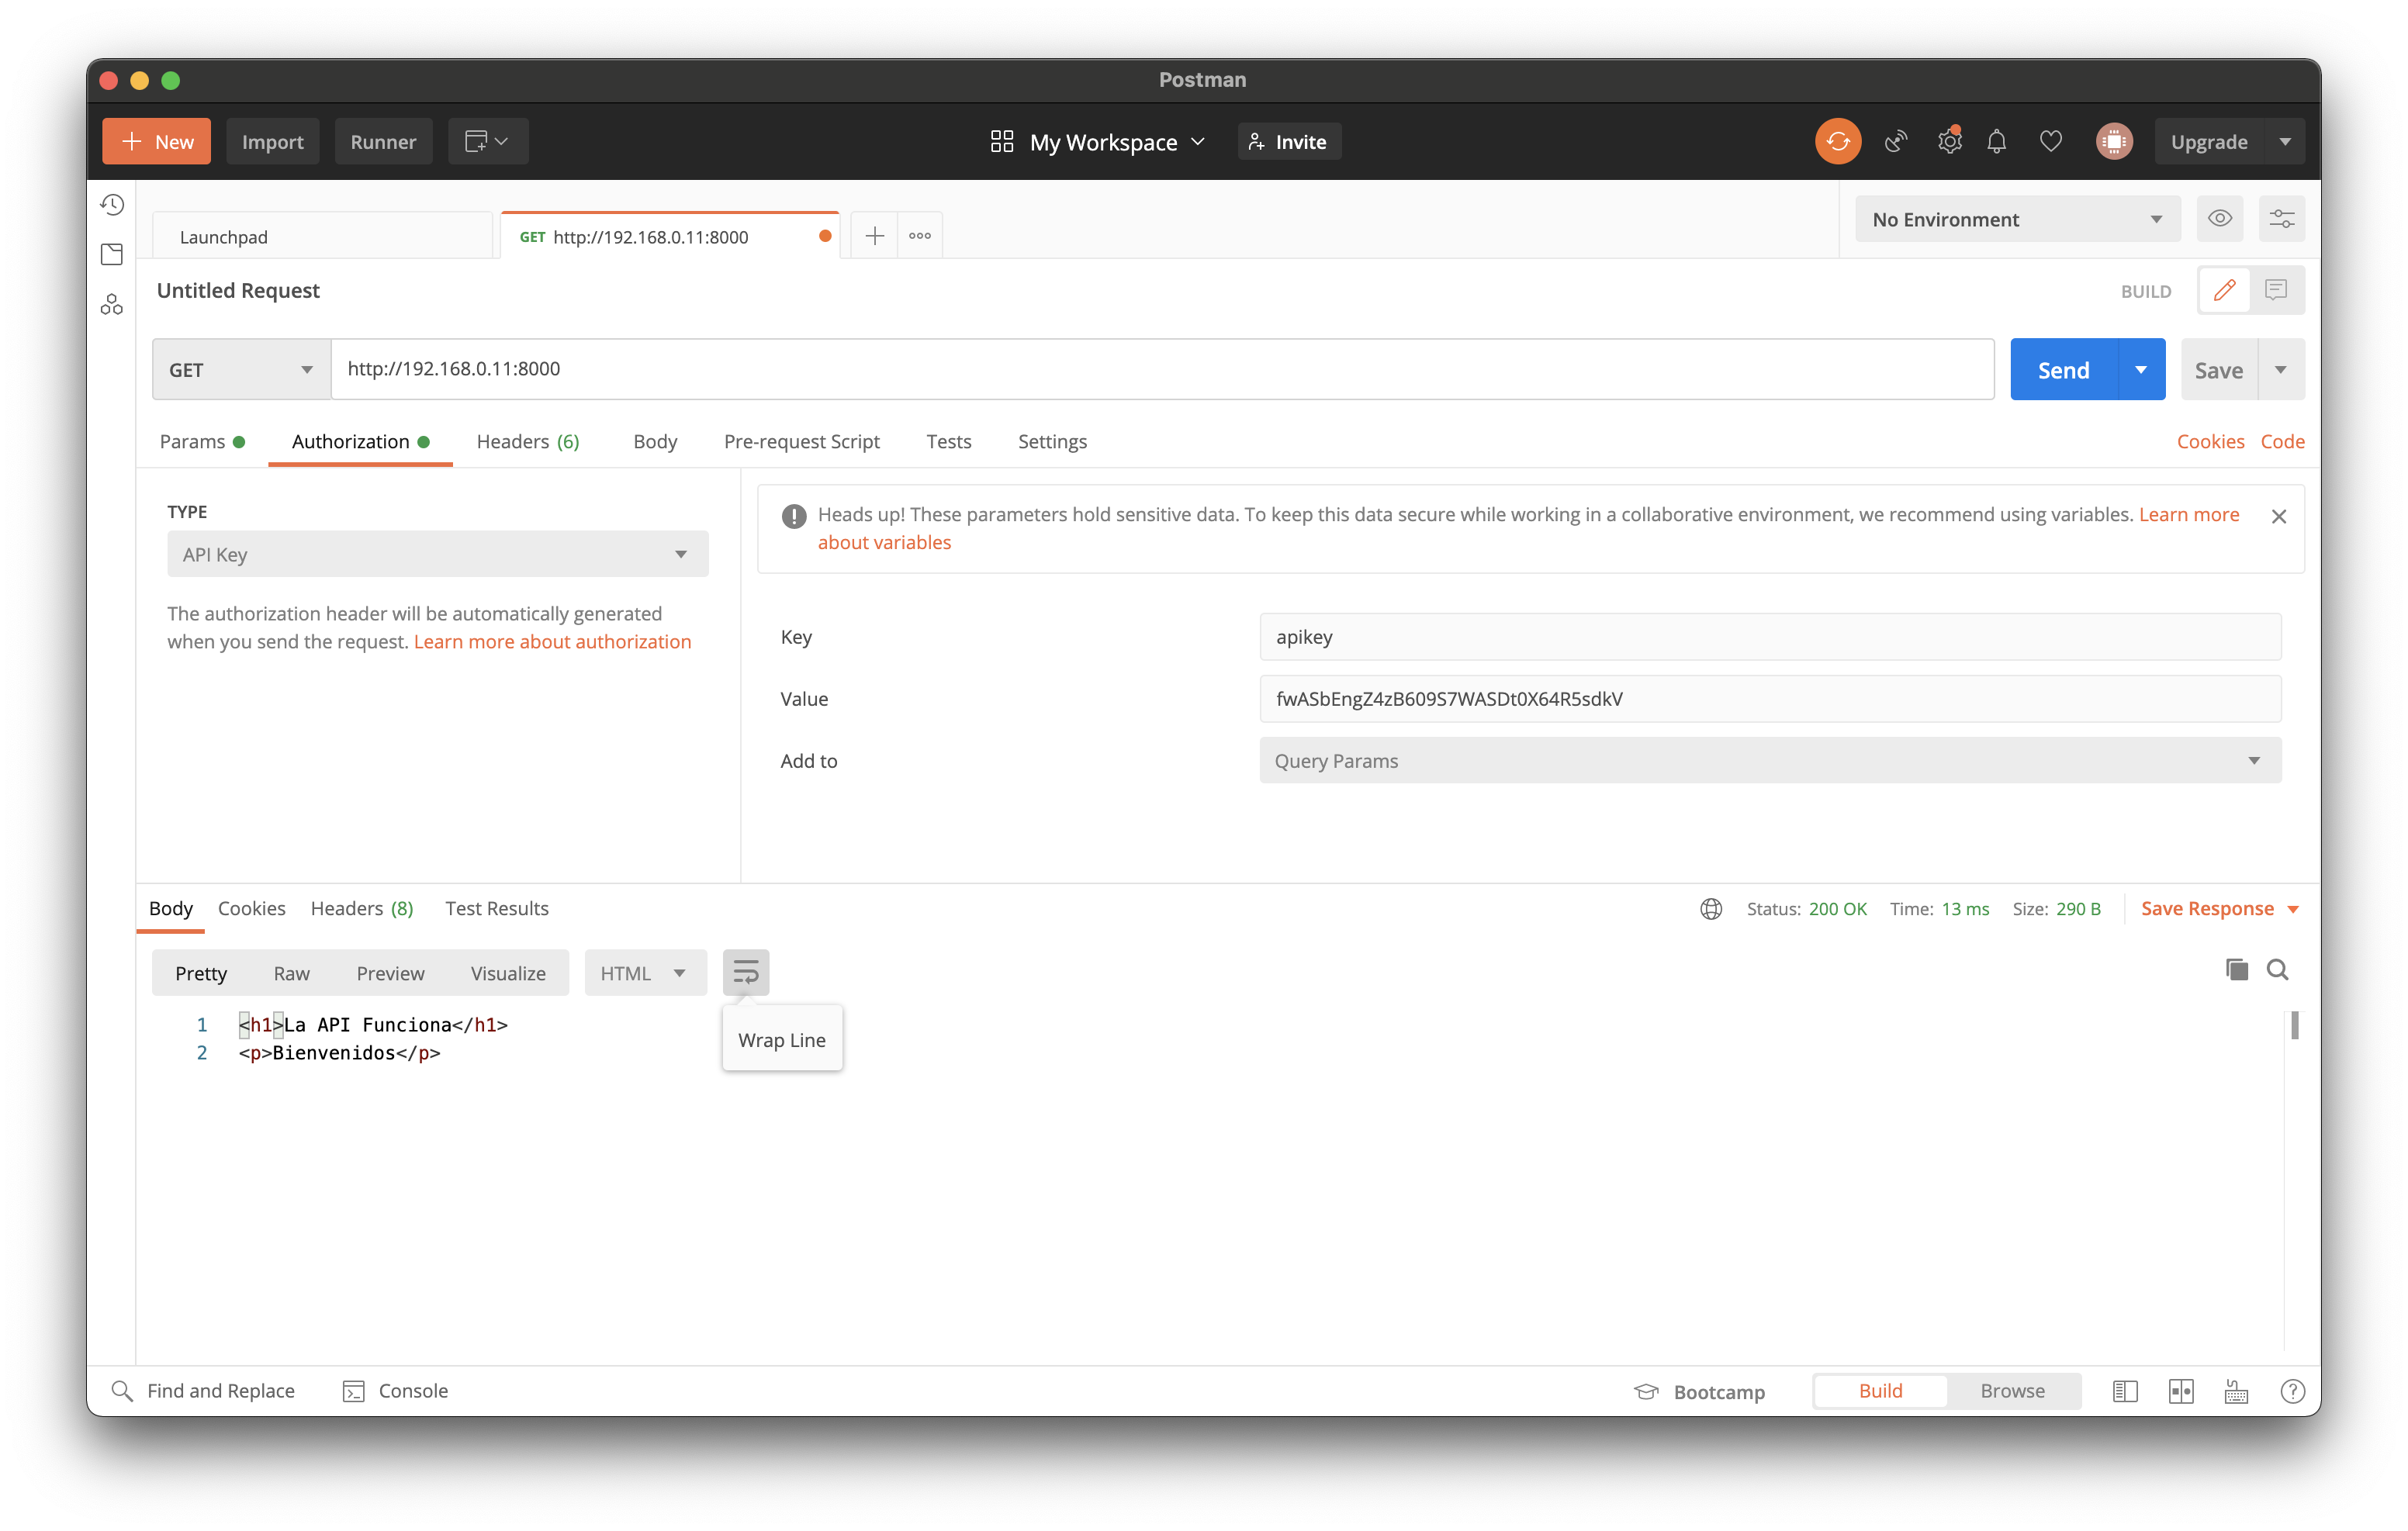 Postman
New Import Runner My Workspace Invite Upgrade
Launchpad GET http://192.168.0.11:8000 No Environment
Untitled Request BUILD
GET http://192.168.0.11:8000 Send Save
Params Authorization Headers (6) Body Pre-request Script Tests Settings Cookies Code
TYPE
API Key
The authorization header will be automatically generated
when you send the request. Learn more about authorization
Heads up! These parameters hold sensitive data. To keep this data secure while working in a collaborative environment, we recommend using variables. Learn more
about variables
Key apikey
Value fwASbEngZ4zB609S7WASDt0X64R5sdkV
Add to Query Params
Body Cookies Headers (8) Test Results Status: 200 OK Time: 13 ms Size: 290 B Save Response
Pretty Raw Preview Visualize HTML
1 <h1>La API Funciona</h1>
2 <p>Bienvenidos</p>
Wrap Line
Find and Replace Console Bootcamp Build Browse